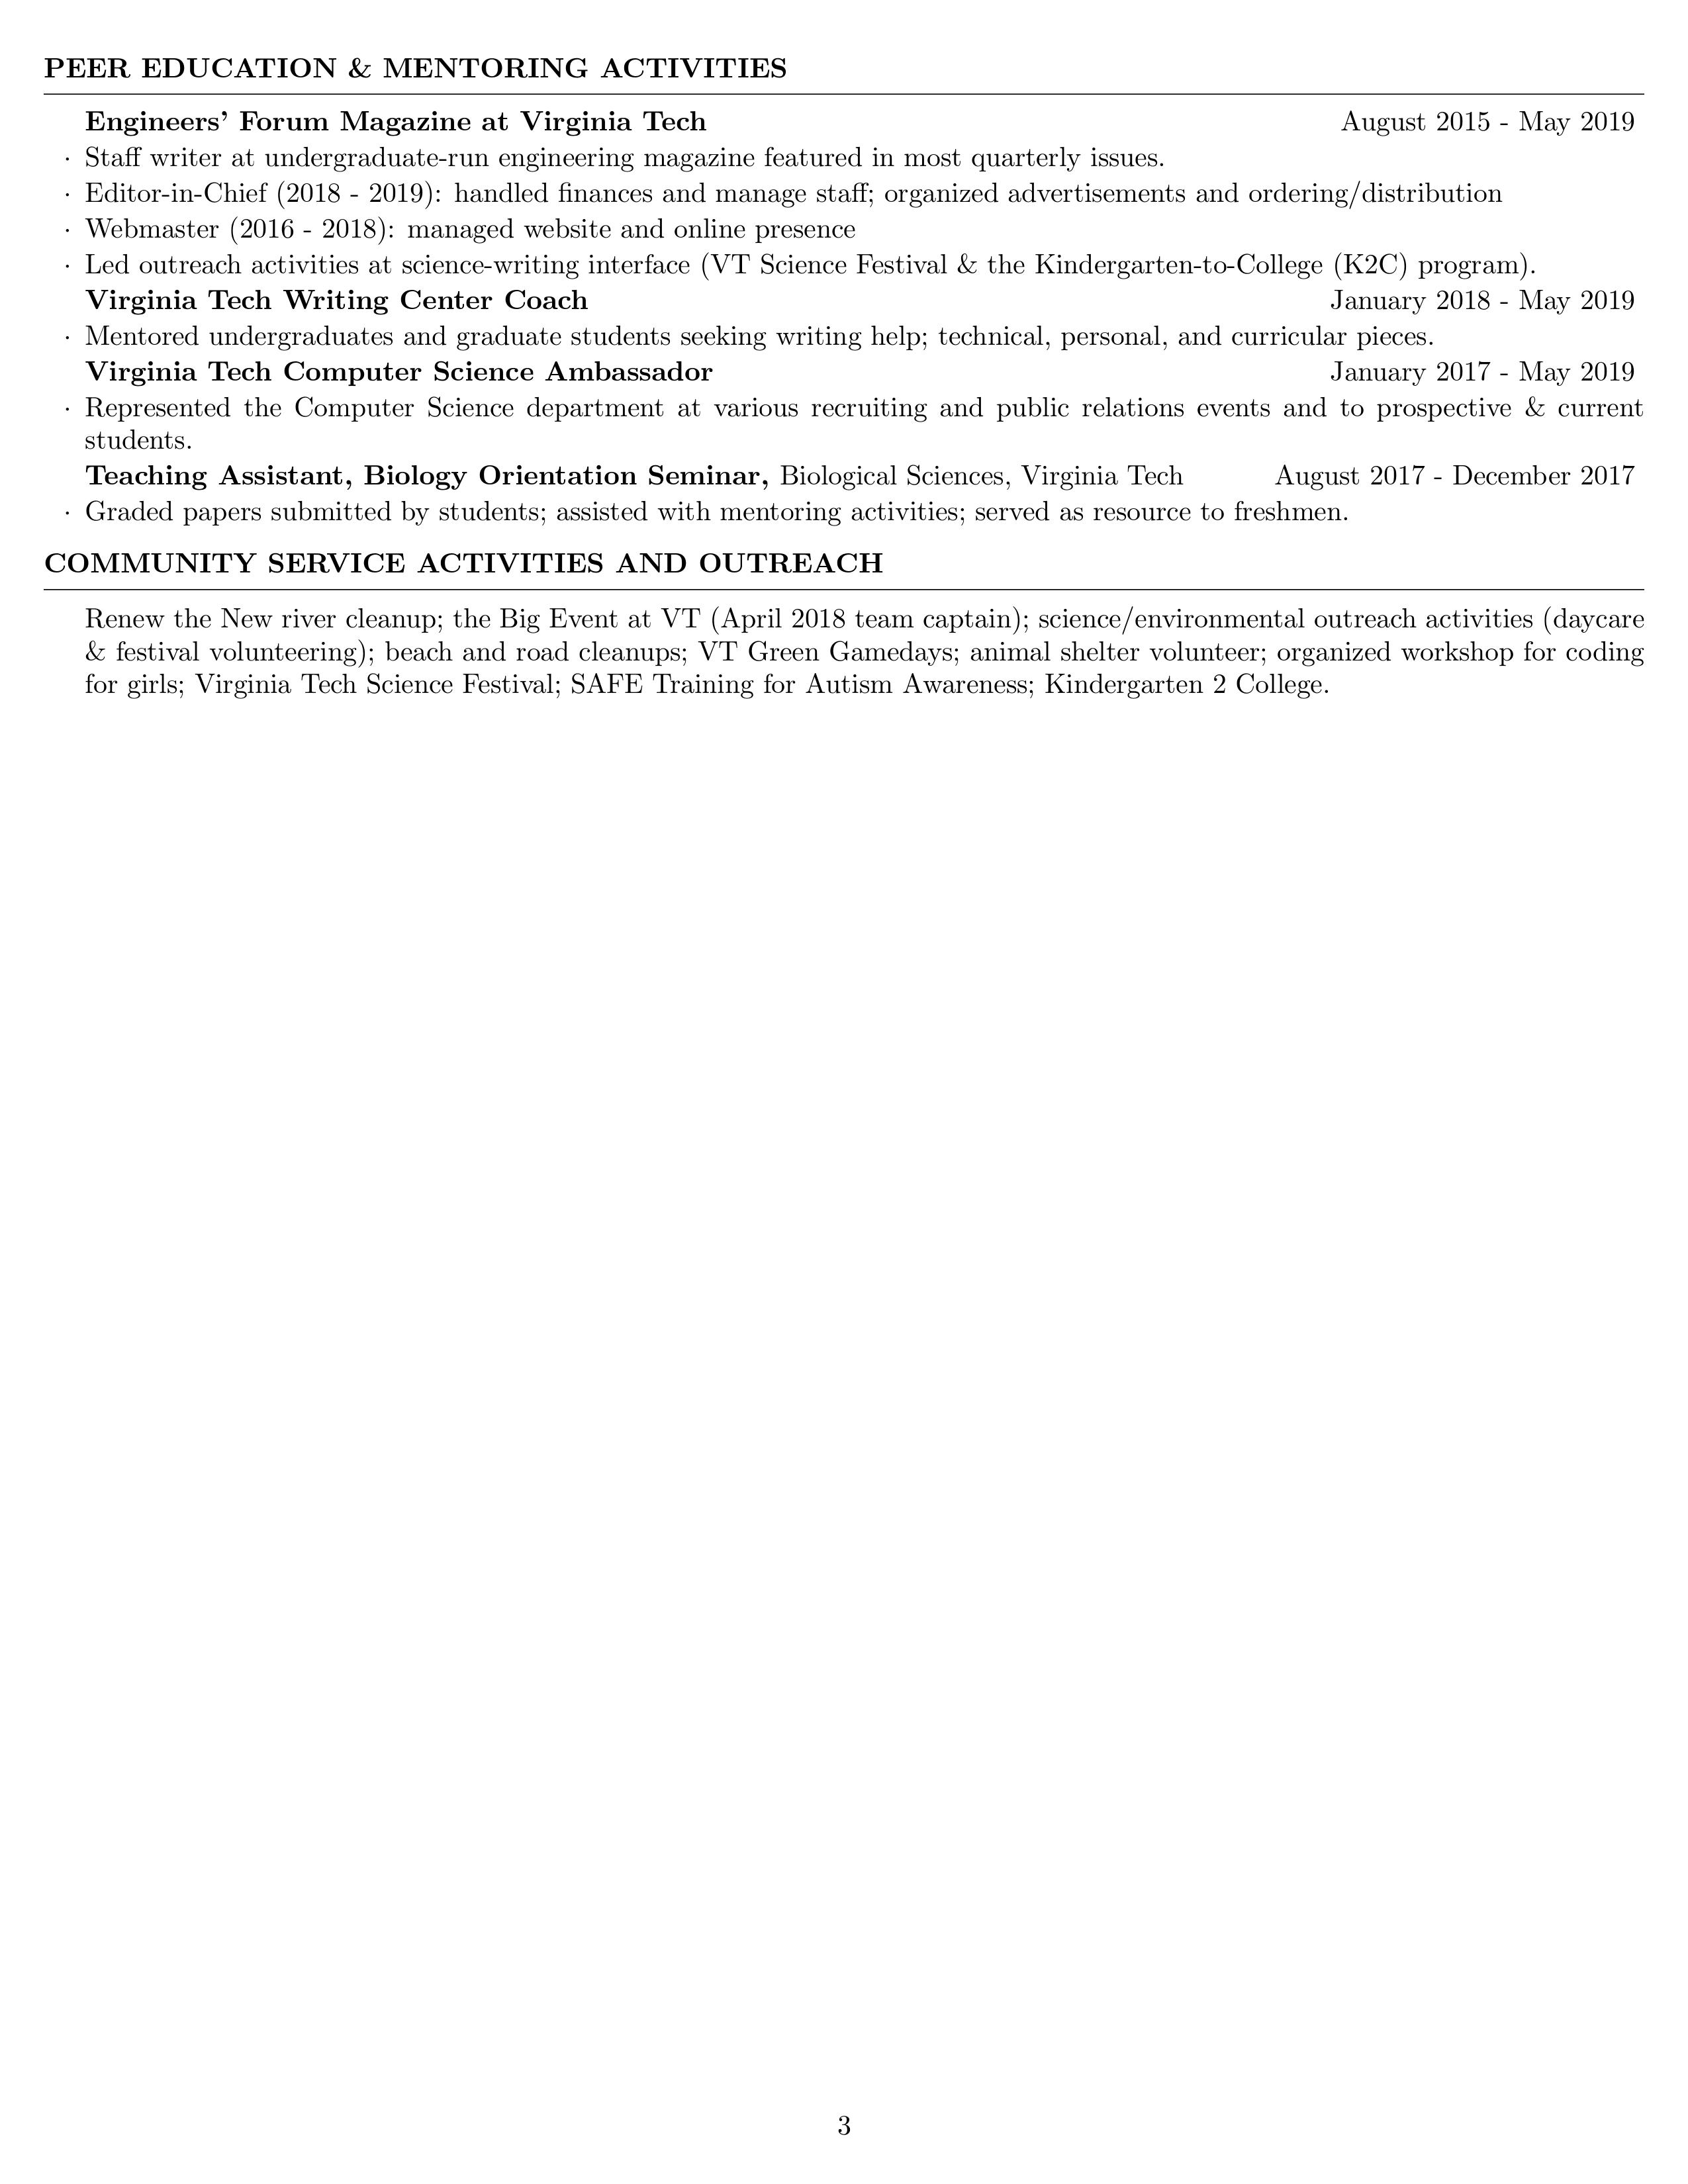 PEER EDUCATION & MENTORING ACTIVITIES
Engineers' Forum Magazine at Virginia Tech August 2015 - May 2019
· Staff writer at undergraduate-run engineering magazine featured in most quarterly issues.
· Editor-in-Chief (2018 - 2019): handled finances and manage staff; organized advertisements and ordering/distribution
· Webmaster (2016 - 2018): managed website and online presence
· Led outreach activities at science-writing interface (VT Science Festival & the Kindergarten-to-College (K2C) program).
Virginia Tech Writing Center Coach January 2018 - May 2019
· Mentored undergraduates and graduate students seeking writing help; technical, personal, and curricular pieces.
Virginia Tech Computer Science Ambassador January 2017 - May 2019
· Represented the Computer Science department at various recruiting and public relations events and to prospective & current
students.
Teaching Assistant, Biology Orientation Seminar, Biological Sciences, Virginia Tech August 2017 - December 2017
· Graded papers submitted by students; assisted with mentoring activities; served as resource to freshmen.
COMMUNITY SERVICE ACTIVITIES AND OUTREACH
Renew the New river cleanup; the Big Event at VT (April 2018 team captain); science/environmental outreach activities (daycare
& festival volunteering); beach and road cleanups; VT Green Gamedays; animal shelter volunteer; organized workshop for coding
for girls; Virginia Tech Science Festival; SAFE Training for Autism Awareness; Kindergarten 2 College.
3